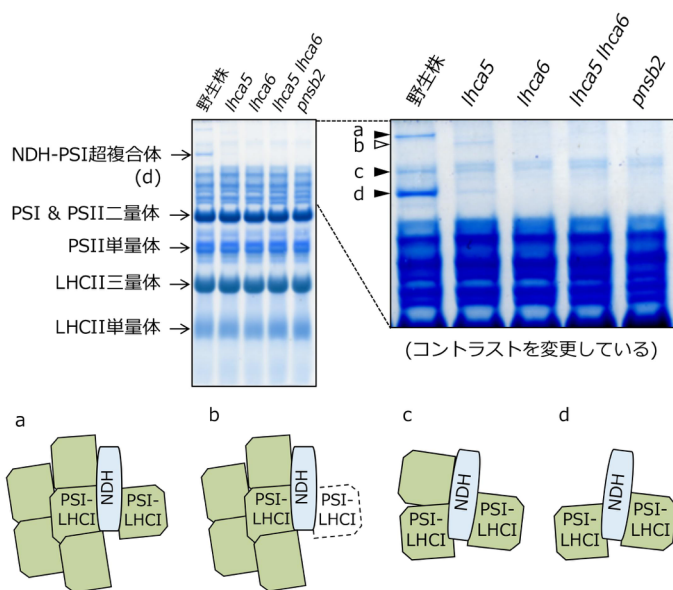 野生株
lhca5
lhca6
lhca5 lhca6
pnsb2
野生株
lhca5
lhca6
lhca5 lhca6
pnsb2
NDH-PSI超複合体
(d)
PSI & PSII二量体
PSII単量体
LHCII三量体
LHCII単量体
a
b
c
d
(コントラストを変更している)
a
b
c
d
PSI-
LHCI
NDH
PSI-
LHCI
PSI-
LHCI
NDH
PSI-
LHCI
PSI-
LHCI
NDH
PSI-
LHCI
PSI-
LHCI
NDH
PSI-
LHCI